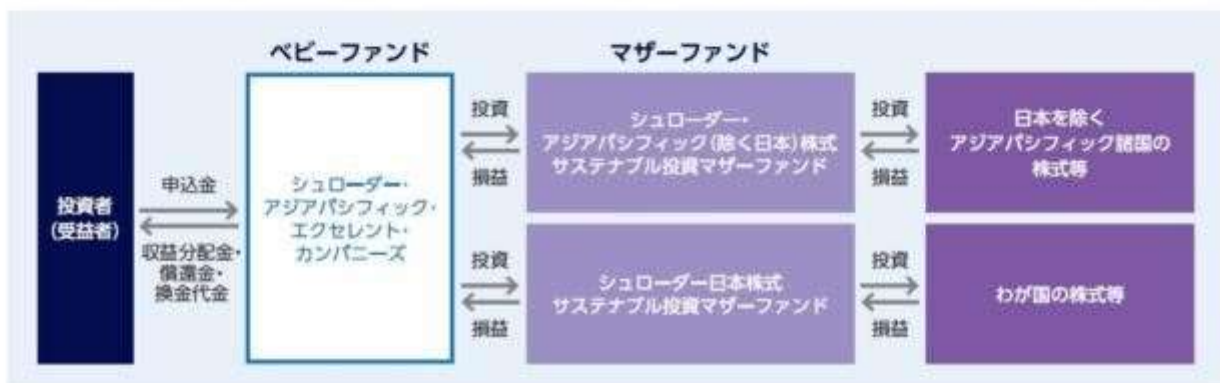 ベビーファンド
マザーファンド
投資者
(受益者)
申込金
収益分配金・
償還金・
換金代金
シュローダー・
アジアパシフィック・
エクセレント・
カンパニーズ
投資
損益
シュローダー・
アジアパシフィック(除く日本)株式
サステナブル投資マザーファンド
投資
損益
日本を除く
アジアパシフィック諸国の
株式等
投資
損益
シュローダー日本株式
サステナブル投資マザーファンド
投資
損益
わが国の株式等